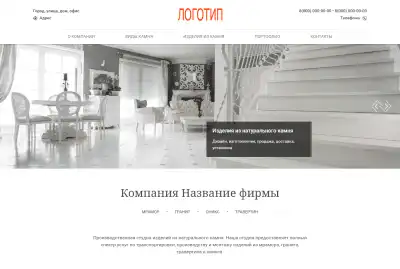 Город, улица, дом, офис
Адрес
ЛОГОТИП
8(000) 000-00-00 8(000) 000-00-00
Телефоны
О КОМПАНИИ
ВИДЫ КАМНЯ
ИЗДЕЛИЯ ИЗ КАМНЯ
ПОРТФОЛИО
КОНТАКТЫ
Изделия из натурального камня
Дизайн, изготовление, продажа, доставка,
установка
Компания Название фирмы
МРАМОР ГРАНИТ ОНИКС ТРАВЕРТИН
Производственная студия изделий из натурального камня. Наша студия предоставляет полный
спектр услуг по транспортировке, производству и монтажу изделий из мрамора, гранита,
травертина и оникса